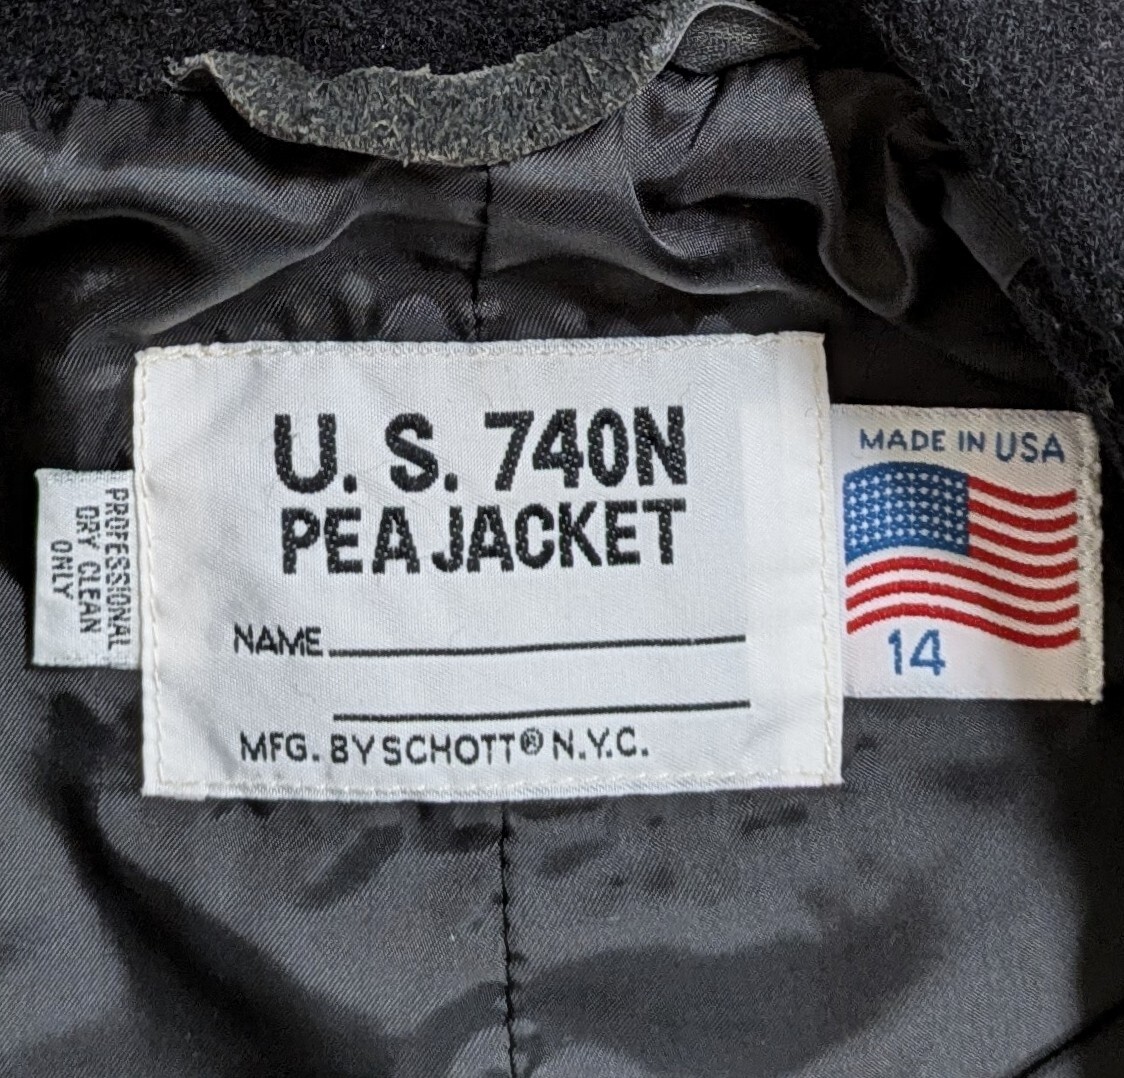 U. S. 740N
PEA JACKET
NAME
MFG. BY SCHOTT® N.Y.C.
MADE IN USA
14
PROFESSIONAL
DRY CLEAN
ONLY